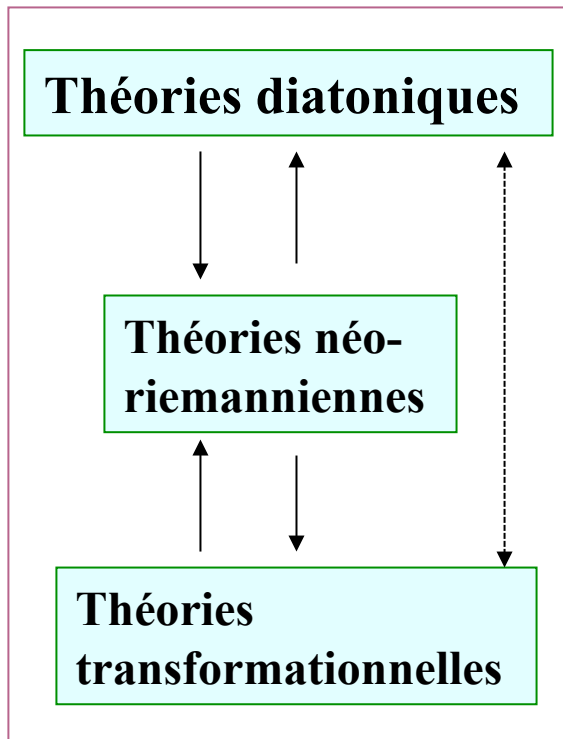 Théories diatoniques
Théories néo-
riemanniennes
Théories
transformationnelles